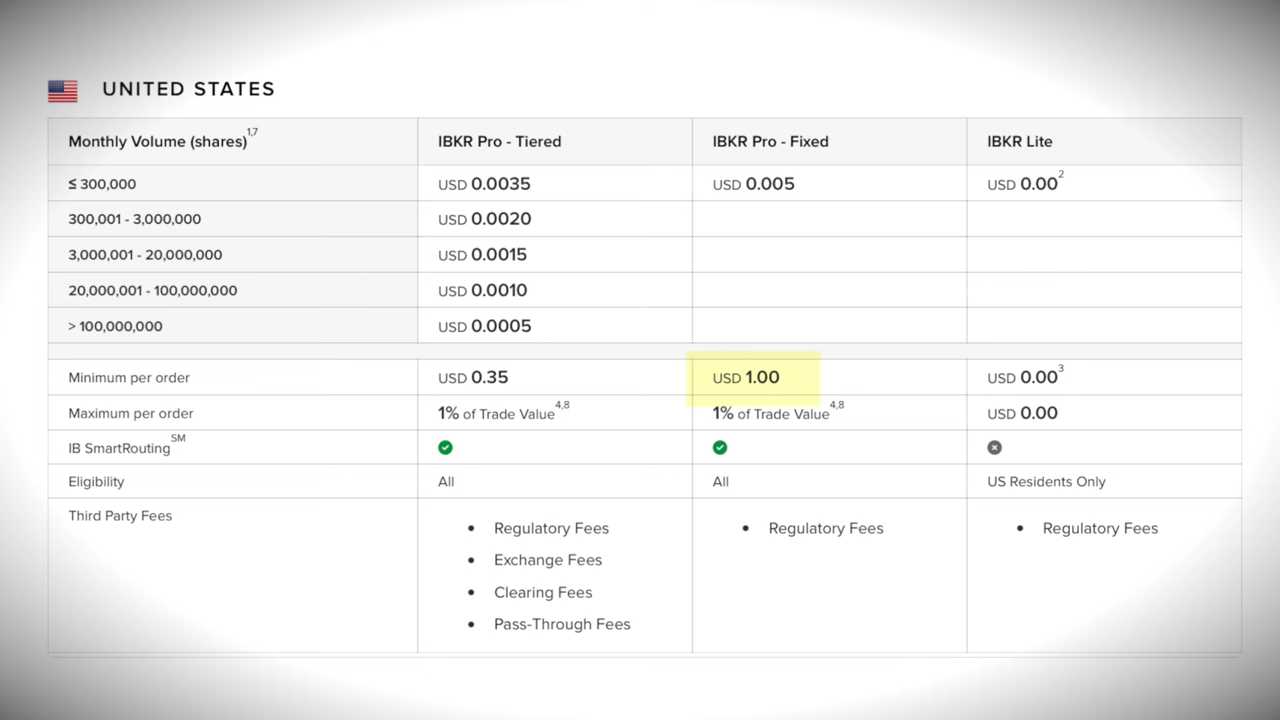 UNITED STATES
Monthly Volume (shares)1,7 IBKR Pro - Tiered IBKR Pro - Fixed IBKR Lite
≤ 300,000 USD 0.0035 USD 0.005 USD 0.002
300,001 - 3,000,000 USD 0.0020
3,000,001 - 20,000,000 USD 0.0015
20,000,001 - 100,000,000 USD 0.0010
> 100,000,000 USD 0.0005
Minimum per order USD 0.35 USD 1.00 USD 0.003
Maximum per order 1% of Trade Value4,8 1% of Trade Value4,8 USD 0.00
IB SmartRoutingSM
Eligibility All All US Residents Only
Third Party Fees
• Regulatory Fees • Regulatory Fees • Regulatory Fees
• Exchange Fees
• Clearing Fees
• Pass-Through Fees